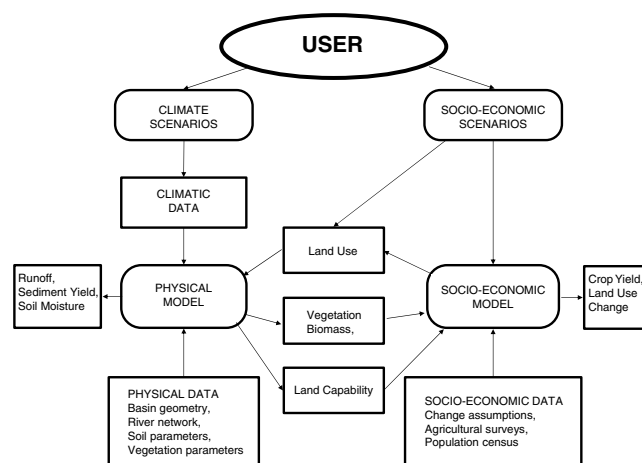 USER
CLIMATE
SCENARIOS
SOCIO-ECONOMIC
SCENARIOS
CLIMATIC
DATA
Land Use
Runoff,
Sediment Yield,
Soil Moisture
PHYSICAL
MODEL
SOCIO-ECONOMIC
MODEL
Crop Yield,
Land Use
Change
Vegetation
Biomass,
Land Capability
PHYSICAL DATA
Basin geometry,
River network,
Soil parameters,
Vegetation parameters
SOCIO-ECONOMIC DATA
Change assumptions,
Agricultural surveys,
Population census